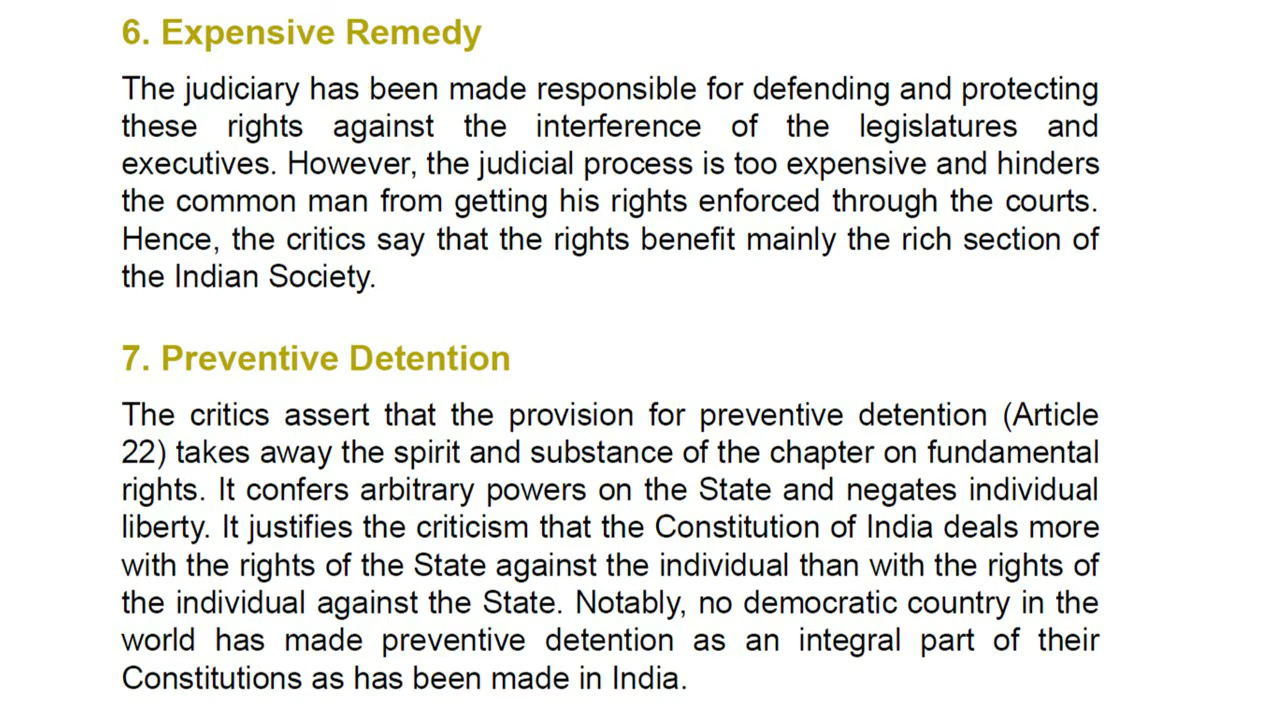 6. Expensive Remedy
The judiciary has been made responsible for defending and protecting
these rights against the interference of the legislatures and
executives. However, the judicial process is too expensive and hinders
the common man from getting his rights enforced through the courts.
Hence, the critics say that the rights benefit mainly the rich section of
the Indian Society.
7. Preventive Detention
The critics assert that the provision for preventive detention (Article
22) takes away the spirit and substance of the chapter on fundamental
rights. It confers arbitrary powers on the State and negates individual
liberty. It justifies the criticism that the Constitution of India deals more
with the rights of the State against the individual than with the rights of
the individual against the State. Notably, no democratic country in the
world has made preventive detention as an integral part of their
Constitutions as has been made in India.